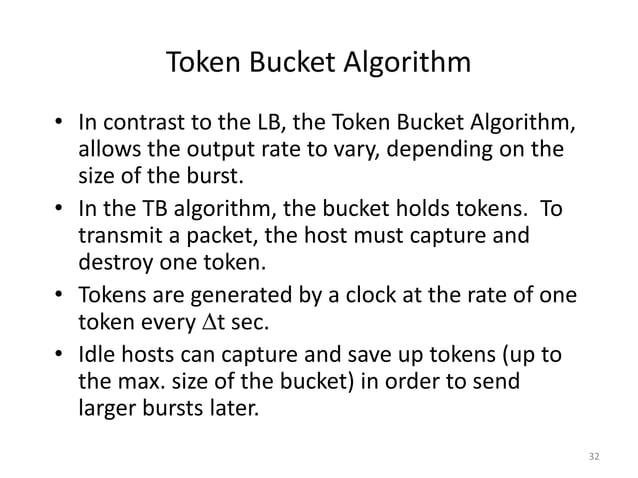 Token Bucket Algorithm
• In contrast to the LB, the Token Bucket Algorithm,
allows the output rate to vary, depending on the
size of the burst.
• In the TB algorithm, the bucket holds tokens.  To
transmit a packet, the host must capture and
destroy one token.
• Tokens are generated by a clock at the rate of one
token every ∆t sec.
• Idle hosts can capture and save up tokens (up to
the max. size of the bucket) in order to send
larger bursts later.
32